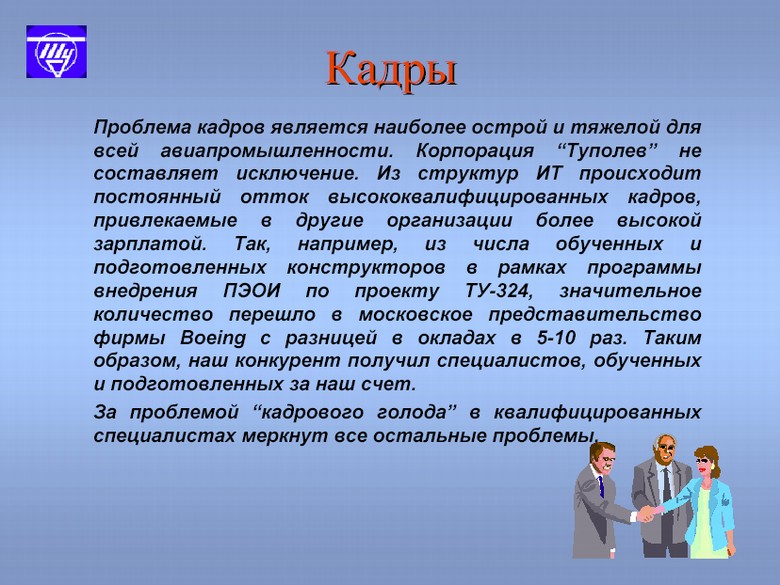 Ту
Кадры
Проблема кадров является наиболее острой и тяжелой для
всей авиапромышленности. Корпорация “Туполев” не
составляет исключение. Из структур ИТ происходит
постоянный отток высококвалифицированных кадров,
привлекаемые в другие организации более высокой
зарплатой. Так, например, из числа обученных и
подготовленных конструкторов в рамках программы
внедрения ПЭОИ по проекту ТУ-324, значительное
количество перешло в московское представительство
фирмы Boeing с разницей в окладах в 5-10 раз. Таким
образом, наш конкурент получил специалистов, обученных
и подготовленных за наш счет.
За проблемой “кадрового голода” в квалифицированных
специалистах меркнут все остальные проблемы.